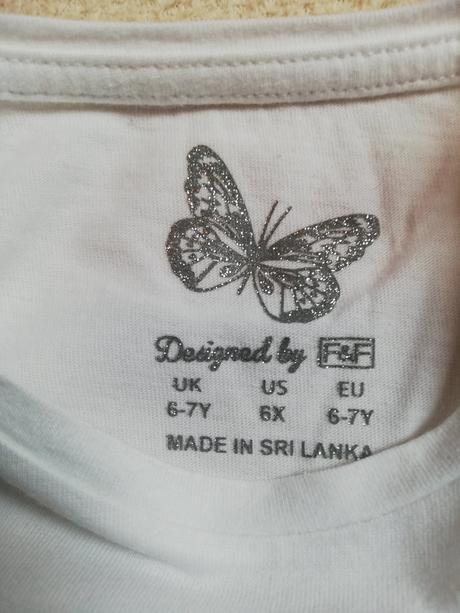 Designed by F&F
UK US EU
6-7Y 6X 6-7Y
MADE IN SRI LANKA